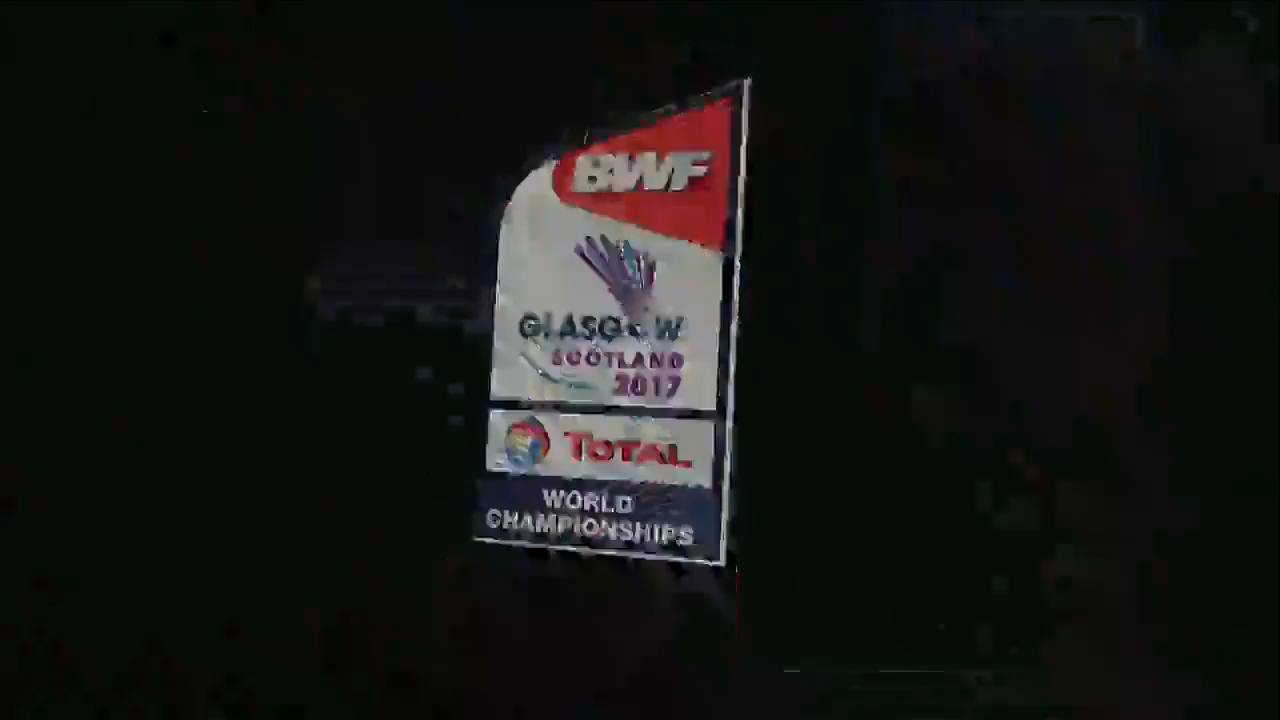 BWF
GLASGOW
SCOTLAND
2017
TOTAL
WORLD
CHAMPIONSHIPS